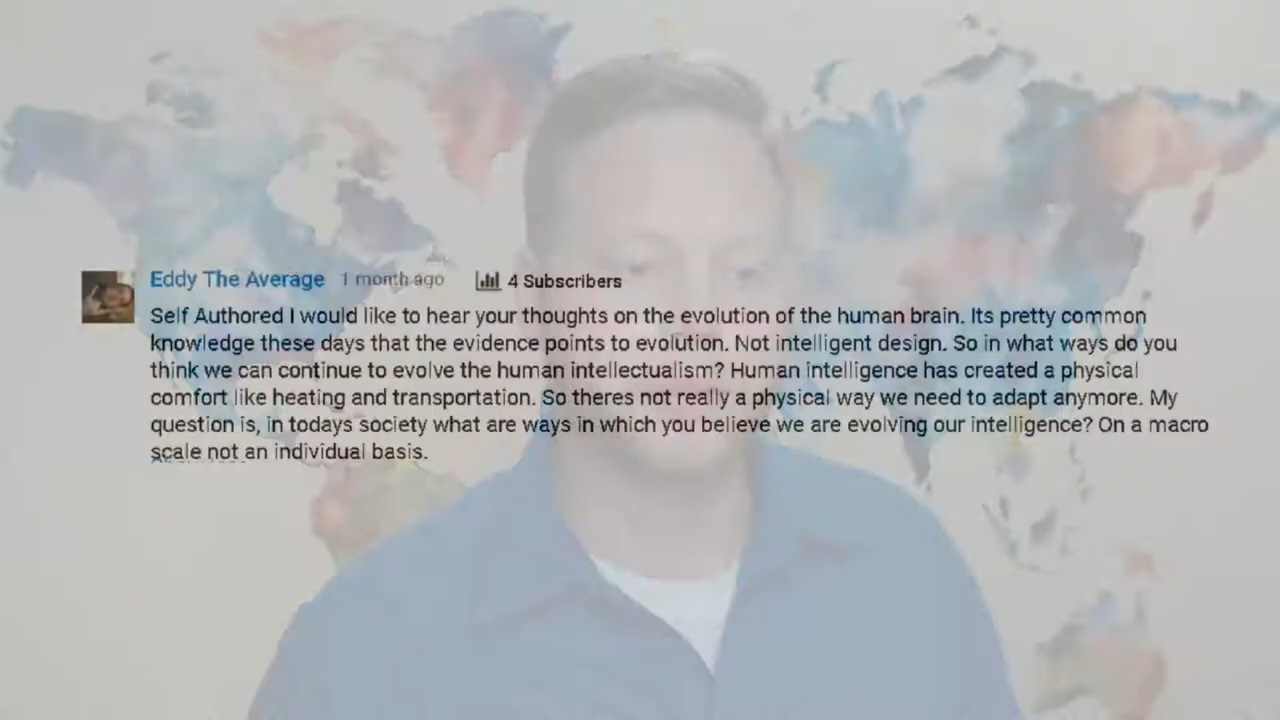 Eddy The Average 1 month ago 4 Subscribers
Self Authored I would like to hear your thoughts on the evolution of the human brain. Its pretty common
knowledge these days that the evidence points to evolution. Not intelligent design. So in what ways do you
think we can continue to evolve the human intellectualism? Human intelligence has created a physical
comfort like heating and transportation. So theres not really a physical way we need to adapt anymore. My
question is, in todays society what are ways in which you believe we are evolving our intelligence? On a macro
scale not an individual basis.